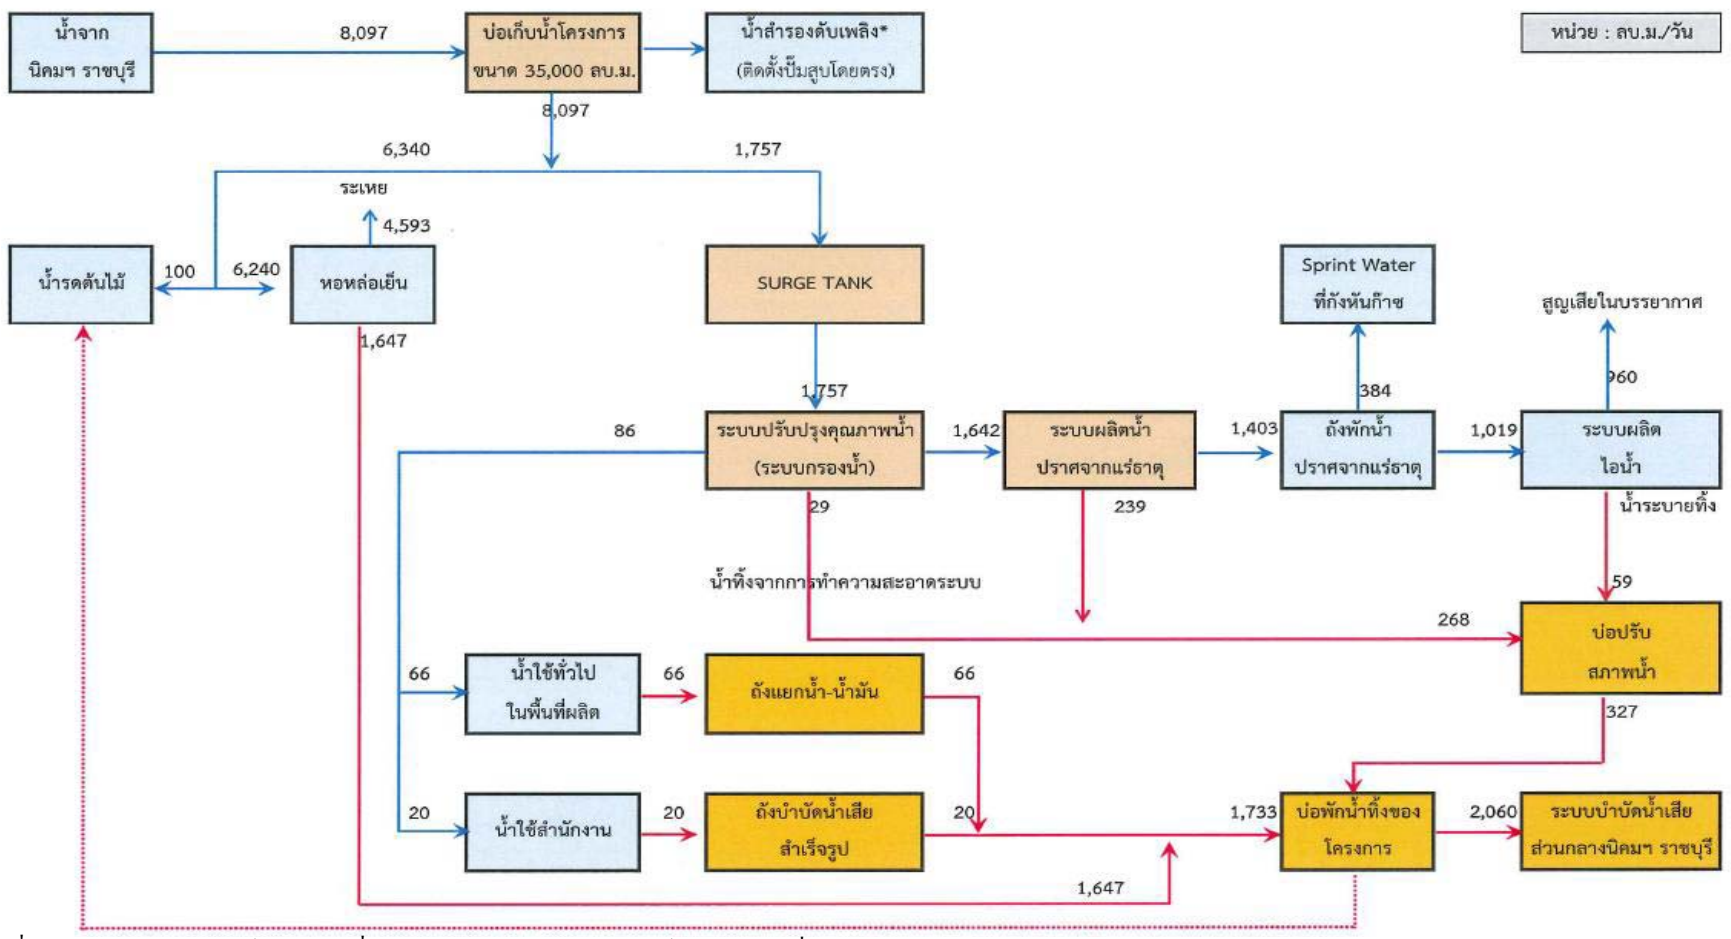 น้ำจาก
นิคมฯ ราชบุรี
8,097
บ่อเก็บน้ำโครงการ
ขนาด 35,000 ลบ.ม.
น้ำสำรองดับเพลิง*
(ติดตั้งปั๊มสูบโดยตรง)
หน่วย : ลบ.ม./วัน
8,097
6,340
1,757
ระเหย
4,593
น้ำรดต้นไม้
100
6,240
หอหล่อเย็น
SURGE TANK
Sprint Water
ที่กังหันก๊าซ
สูญเสียในบรรยากาศ
1,647
1,757
384
960
86
ระบบปรับปรุงคุณภาพน้ำ
(ระบบกรองน้ำ)
1,642
ระบบผลิตน้ำ
ปราศจากแร่ธาตุ
1,403
ถังพักน้ำ
ปราศจากแร่ธาตุ
1,019
ระบบผลิต
ไอน้ำ
29
239
น้ำระบายทิ้ง
น้ำทิ้งจากการทำความสะอาดระบบ
59
268
บ่อปรับ
สภาพน้ำ
66
น้ำใช้ทั่วไป
ในพื้นที่ผลิต
66
ถังแยกน้ำ-น้ำมัน
66
327
20
น้ำใช้สำนักงาน
20
ถังบำบัดน้ำเสีย
สำเร็จรูป
20
1,733
บ่อพักน้ำทิ้งของ
โครงการ
2,060
ระบบบำบัดน้ำเสีย
ส่วนกลางนิคมฯ ราชบุรี
1,647